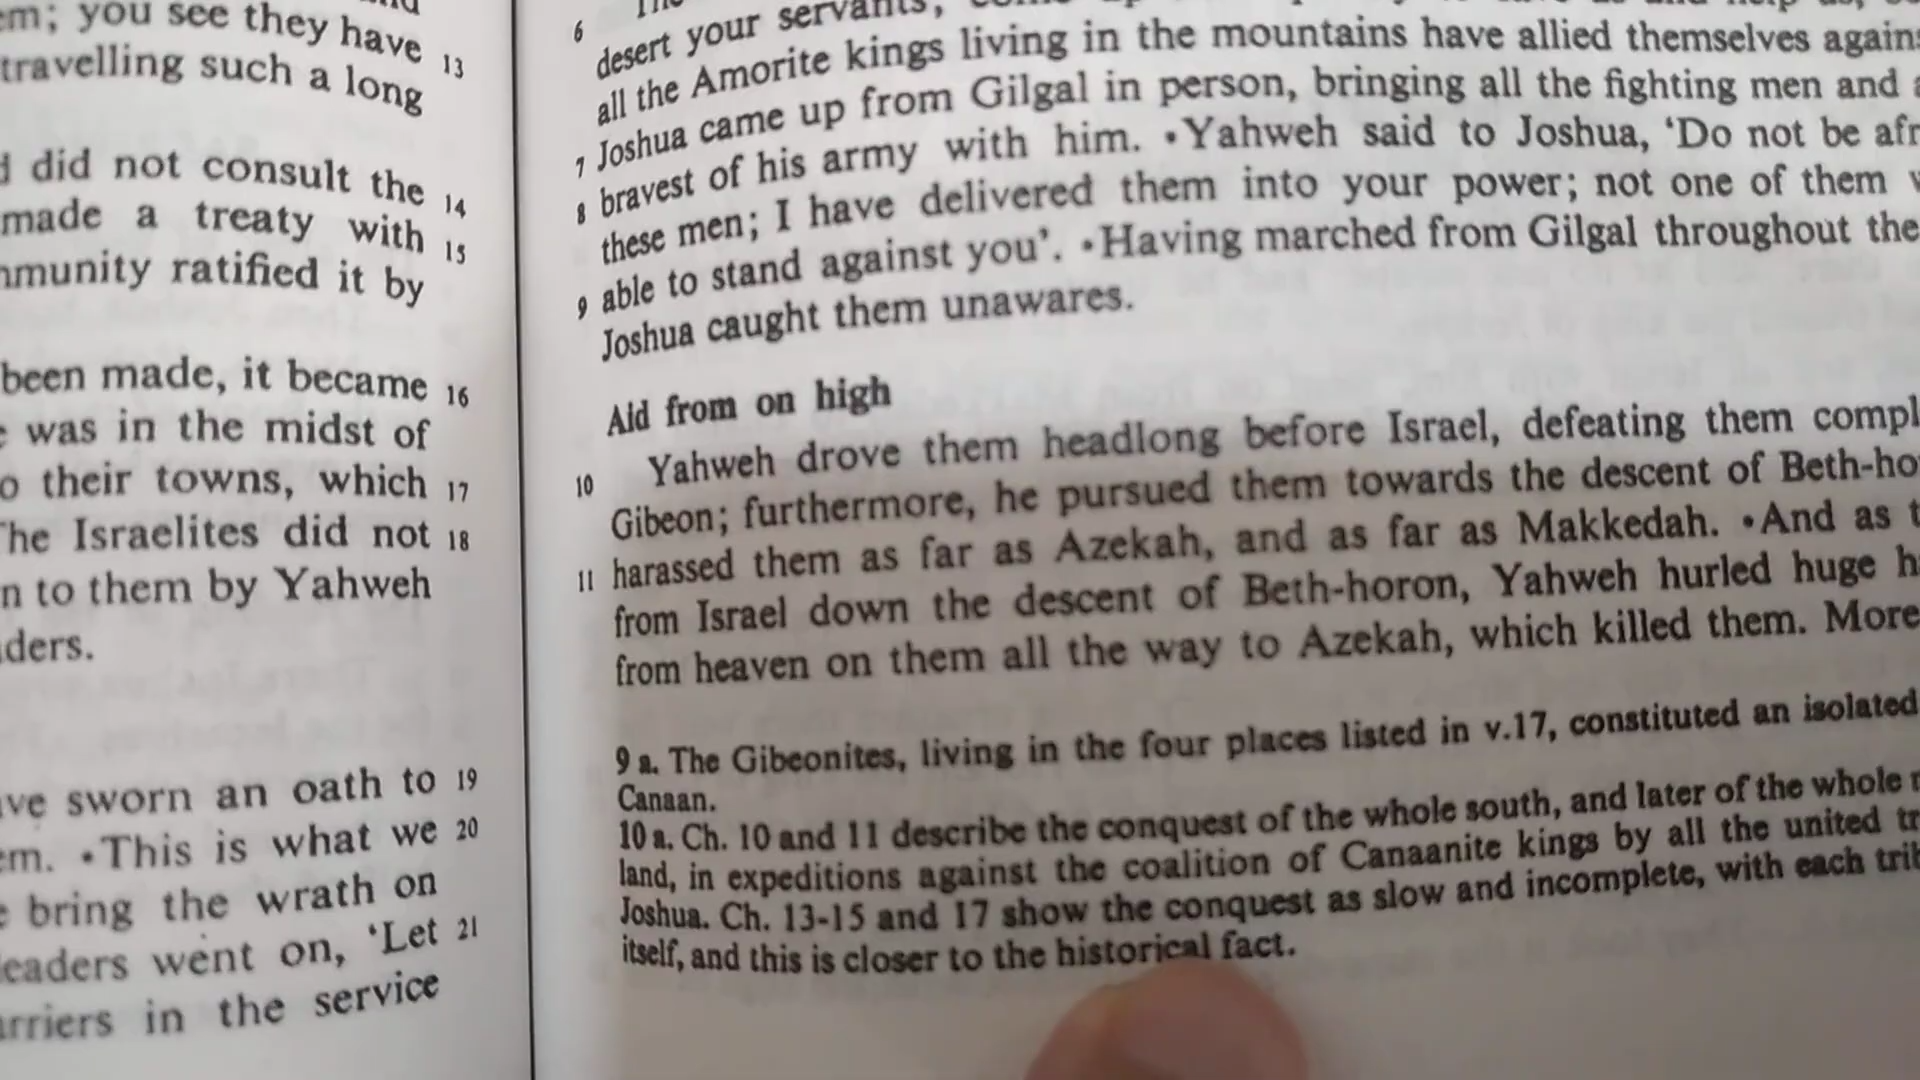 em; you see they have 13
travelling such a long
did not consult the 14
made a treaty with 15
mmunity ratified it by
been made, it became 16
was in the midst of
o their towns, which 17
The Israelites did not 18
n to them by Yahweh
aders.
ave sworn an oath to 19
em. •This is what we 20
e bring the wrath on
leaders went on, ‘Let 21
arriers in the service
6 desert your servants,
all the Amorite kings living in the mountains have allied themselves agains
7 Joshua came up from Gilgal in person, bringing all the fighting men and
8 bravest of his army with him. •Yahweh said to Joshua, ‘Do not be afr
these men; I have delivered them into your power; not one of them
9 able to stand against you’. •Having marched from Gilgal throughout the
Joshua caught them unawares.
Aid from on high
10 Yahweh drove them headlong before Israel, defeating them compl
Gibeon; furthermore, he pursued them towards the descent of Beth-ho
11 harassed them as far as Azekah, and as far as Makkedah. •And as t
from Israel down the descent of Beth-horon, Yahweh hurled huge h
from heaven on them all the way to Azekah, which killed them. More
9 a. The Gibeonites, living in the four places listed in v.17, constituted an isolated
Canaan.
10 a. Ch. 10 and 11 describe the conquest of the whole south, and later of the whole
land, in expeditions against the coalition of Canaanite kings by all the united tr
Joshua. Ch. 13-15 and 17 show the conquest as slow and incomplete, with each trib
itself, and this is closer to the historical fact.